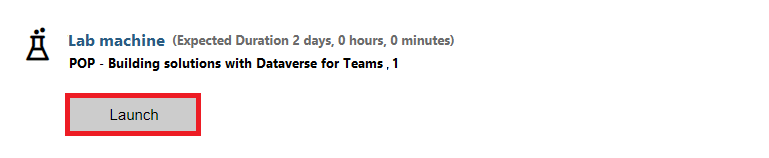 Lab machine (Expected Duration 2 days, 0 hours, 0 minutes)
POP - Building solutions with Dataverse for Teams , 1
Launch